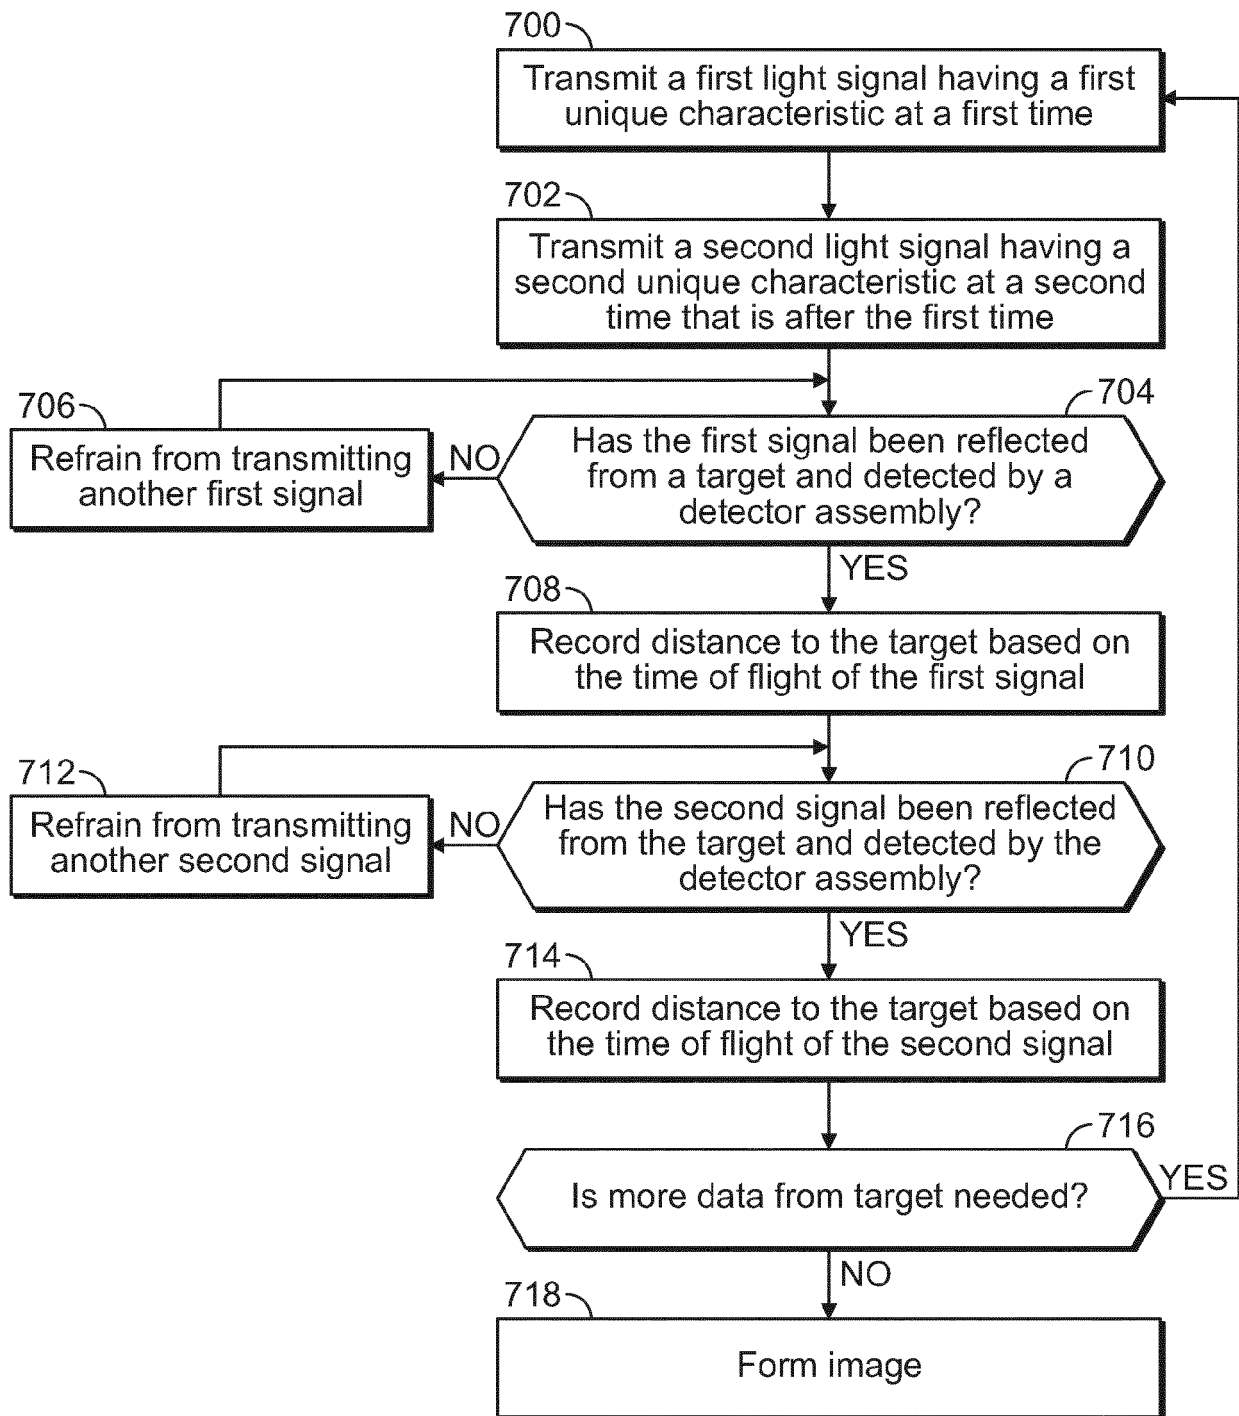 700
Transmit a first light signal having a first
unique characteristic at a first time
702
Transmit a second light signal having a
second unique characteristic at a second
time that is after the first time
704
Has the first signal been reflected
from a target and detected by a
detector assembly?
NO
706
Refrain from transmitting
another first signal
YES
708
Record distance to the target based on
the time of flight of the first signal
710
Has the second signal been reflected
from the target and detected by the
detector assembly?
NO
712
Refrain from transmitting
another second signal
YES
714
Record distance to the target based on
the time of flight of the second signal
716
Is more data from target needed?
YES
NO
718
Form image